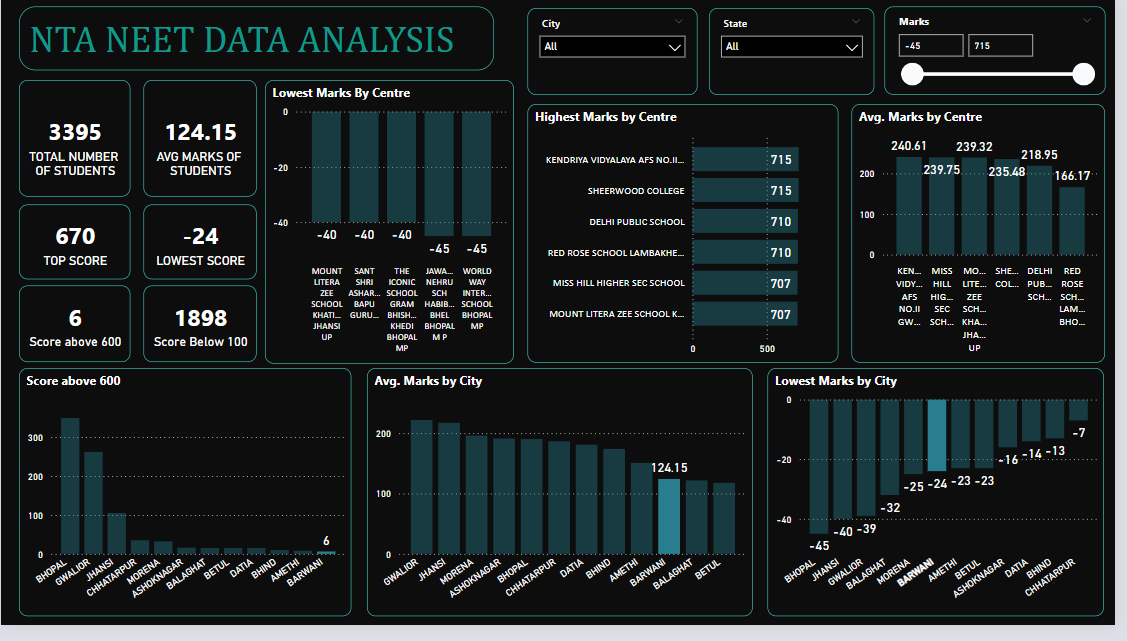 NTA NEET DATA ANALYSIS
City
All
State
All
Marks
-45
715
3395
TOTAL NUMBER
OF STUDENTS
124.15
AVG MARKS OF
STUDENTS
670
TOP SCORE
-24
LOWEST SCORE
6
Score above 600
1898
Score Below 100
Lowest Marks By Centre
0
-20
-40
-40
-40
-40
-45
-45
MOUNT
LITERA
ZEE
SCHOOL
KHATI...
JHANSI
UP
SANT
SHRI
ASHAR...
BAPU
GURU...
THE
ICONIC
SCHOOL
GRAM
BHISH...
KHEDI
BHOPAL
MP
JAWA...
NEHRU
SCH
HABIB...
BHEL
BHOPAL
M P
WORLD
WAY
INTER...
SCHOOL
BHOPAL
MP
Highest Marks by Centre
KENDRIYA VIDYALAYA AFS NO.II...
715
SHERWOOD COLLEGE
715
DELHI PUBLIC SCHOOL
710
RED ROSE SCHOOL LAMBAKHE...
710
MISS HILL HIGHER SEC SCHOOL
707
MOUNT LITERA ZEE SCHOOL K...
707
0
500
Avg. Marks by Centre
200
100
0
240.61
239.75
239.32
235.48
218.95
166.17
KEN...
VIDY...
AFS
NO.II
GW...
MISS
HILL
HIG...
SEC
SCH...
MO...
LITE...
ZEE
SCH...
KHA...
JHA...
UP
SHE...
COL...
DELHI
PUB...
SCH...
RED
ROSE
SCH...
LAM...
BHO...
Score above 600
300
200
100
0
6
BHOPAL
GWALIOR
JHANSI
CHHATARPUR
MORENA
ASHOKNAGAR
BALAGHAT
BETUL
DATIA
BHIND
AMETHI
BARWANI
Avg. Marks by City
200
100
0
124.15
GWALIOR
JHANSI
MORENA
ASHOKNAGAR
BHOPAL
CHHATARPUR
DATIA
BHIND
AMETHI
BARWANI
BALAGHAT
BETUL
Lowest Marks by City
0
-20
-40
-45
-40
-39
-32
-25
-24
-23
-23
-16
-14
-13
-7
BHOPAL
JHANSI
GWALIOR
BALAGHAT
MORENA
BARWANI
AMETHI
BETUL
ASHOKNAGAR
DATIA
BHIND
CHHATARPUR